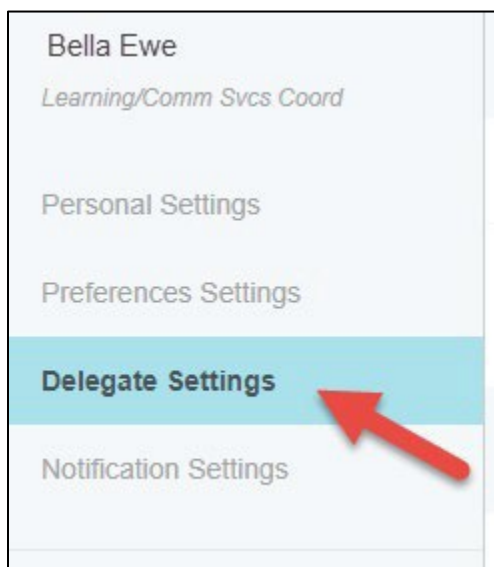 Bella Ewe
Learning/Comm Svcs Coord
Personal Settings
Preferences Settings
Delegate Settings
Notification Settings